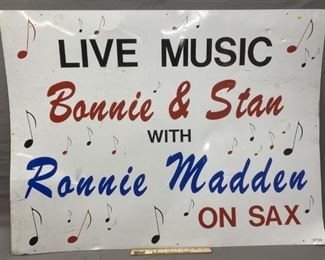 LIVE MUSIC
Bonnie & Stan
WITH
Ronnie Madden
ON SAX